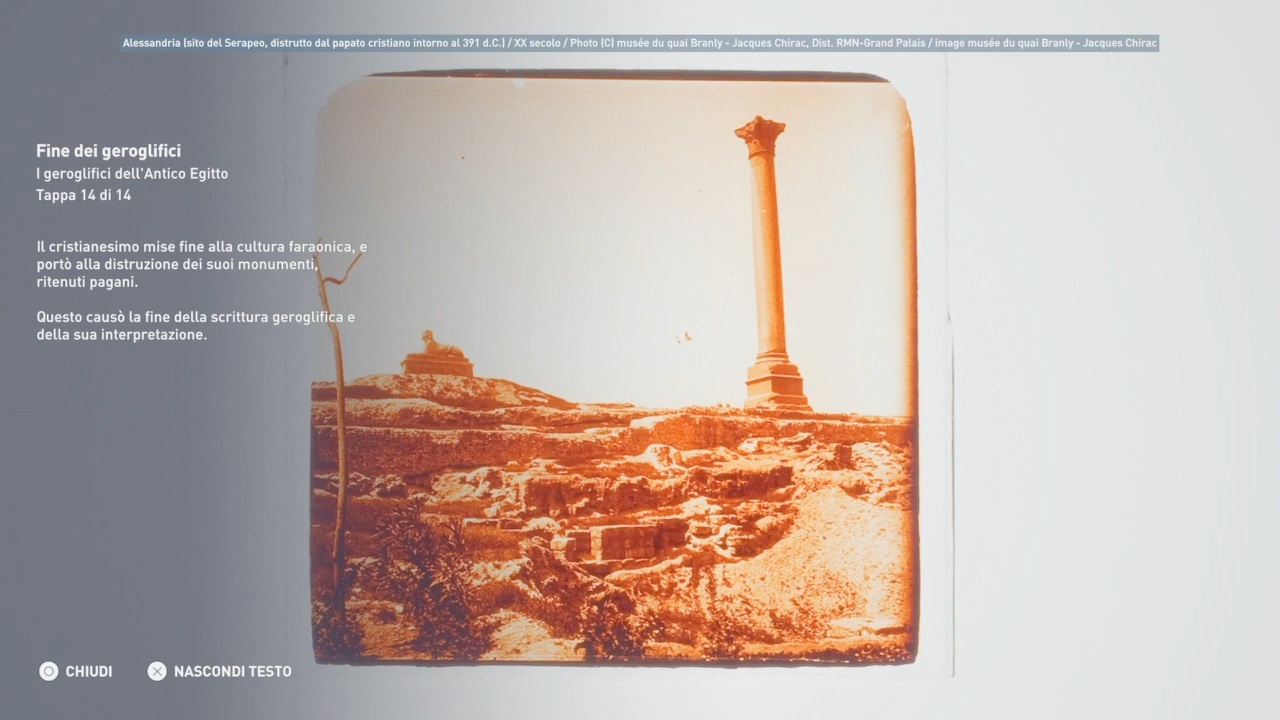 Alessandria (sito del Serapeo, distrutto dal papato cristiano intorno al 391 d.C.) / XX secolo / Photo (C) musée du quai Branly - Jacques Chirac, Dist. RMN-Grand Palais / image musée du quai Branly - Jacques Chirac
Fine dei geroglifici
I geroglifici dell'Antico Egitto
Tappa 14 di 14
Il cristianesimo mise fine alla cultura faraonica, e
portò alla distruzione dei suoi monumenti,
ritenuti pagani.
Questo causò la fine della scrittura geroglifica e
della sua interpretazione.
CHIUDI
NASCONDI TESTO